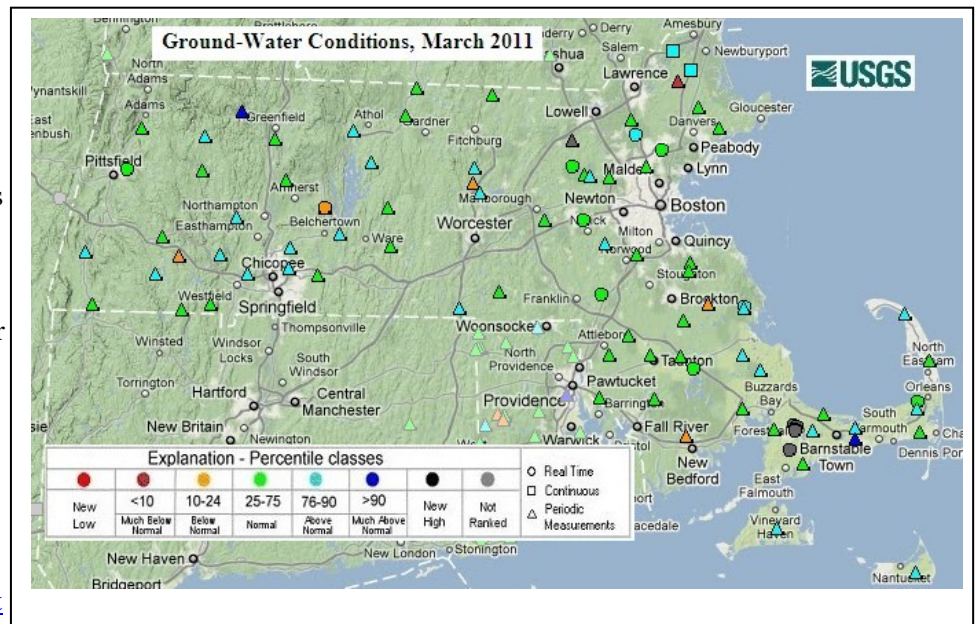 Bennington
Brattleboro
Ground-Water Conditions, March 2011
Derry
Amesbury
Salem
Newburyport
North
Adams
Lawrence
USGS
Adams
Greenfield
Athol
Gardner
Lowell
Gloucester
Fitchburg
Danvers
Peabody
Pittsfield
Lynn
Amherst
Northampton
Marlborough
Newton
Boston
Easthampton
Belchertown
Ware
Worcester
Milton
Quincy
Norwood
Chicopee
Stoughton
Westfield
Springfield
Franklin
Brockton
Thompsonville
Woonsocket
Winsted
Windsor
Locks
South
Windsor
Attleboro
North
Providence
Taunton
North
Eastham
Torrington
Hartford
Central
Manchester
Pawtucket
Providence
Barrington
Buzzards
Bay
Orleans
New Britain
Newington
Warwick
Fall River
South
Yarmouth
Dennis Port
New
Bedford
Barnstable
Town
East
Falmouth
Explanation - Percentile classes
<10
10-24
25-75
76-90
>90
New
Low
Much Below
Normal
Below
Normal
Normal
Above
Normal
Much Above
Normal
New
High
Not
Ranked
Real Time
Continuous
Periodic
Measurements
Vineyard
Haven
New Haven
New London
Stonington
Nantucket
Bridgeport